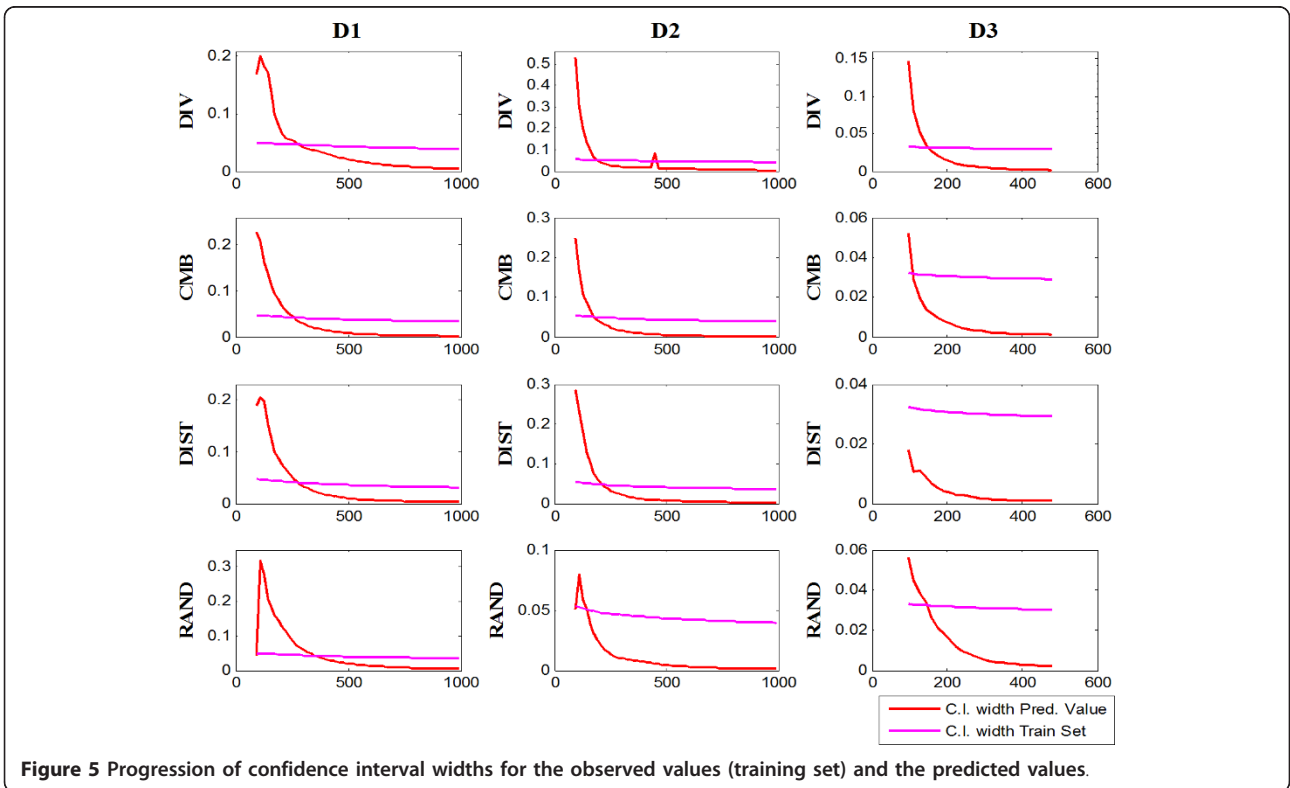 D1 D2 D3
DIV 0.2 0.1 0 0 500 1000
DIV 0.5 0.4 0.3 0.2 0.1 0 0 500 1000
DIV 0.15 0.1 0.05 0 0 200 400 600
CMB 0.2 0.1 0 0 500 1000
CMB 0.3 0.2 0.1 0 0 500 1000
CMB 0.06 0.04 0.02 0 0 200 400 600
DIST 0.2 0.1 0 0 500 1000
DIST 0.3 0.2 0.1 0 0 500 1000
DIST 0.04 0.02 0 0 200 400 600
RAND 0.3 0.2 0.1 0 0 500 1000
RAND 0.1 0.05 0 0 500 1000
RAND 0.06 0.04 0.02 0 0 200 400 600
C.I. width Pred. Value
C.I. width Train Set
Figure 5 Progression of confidence interval widths for the observed values (training set) and the predicted values.